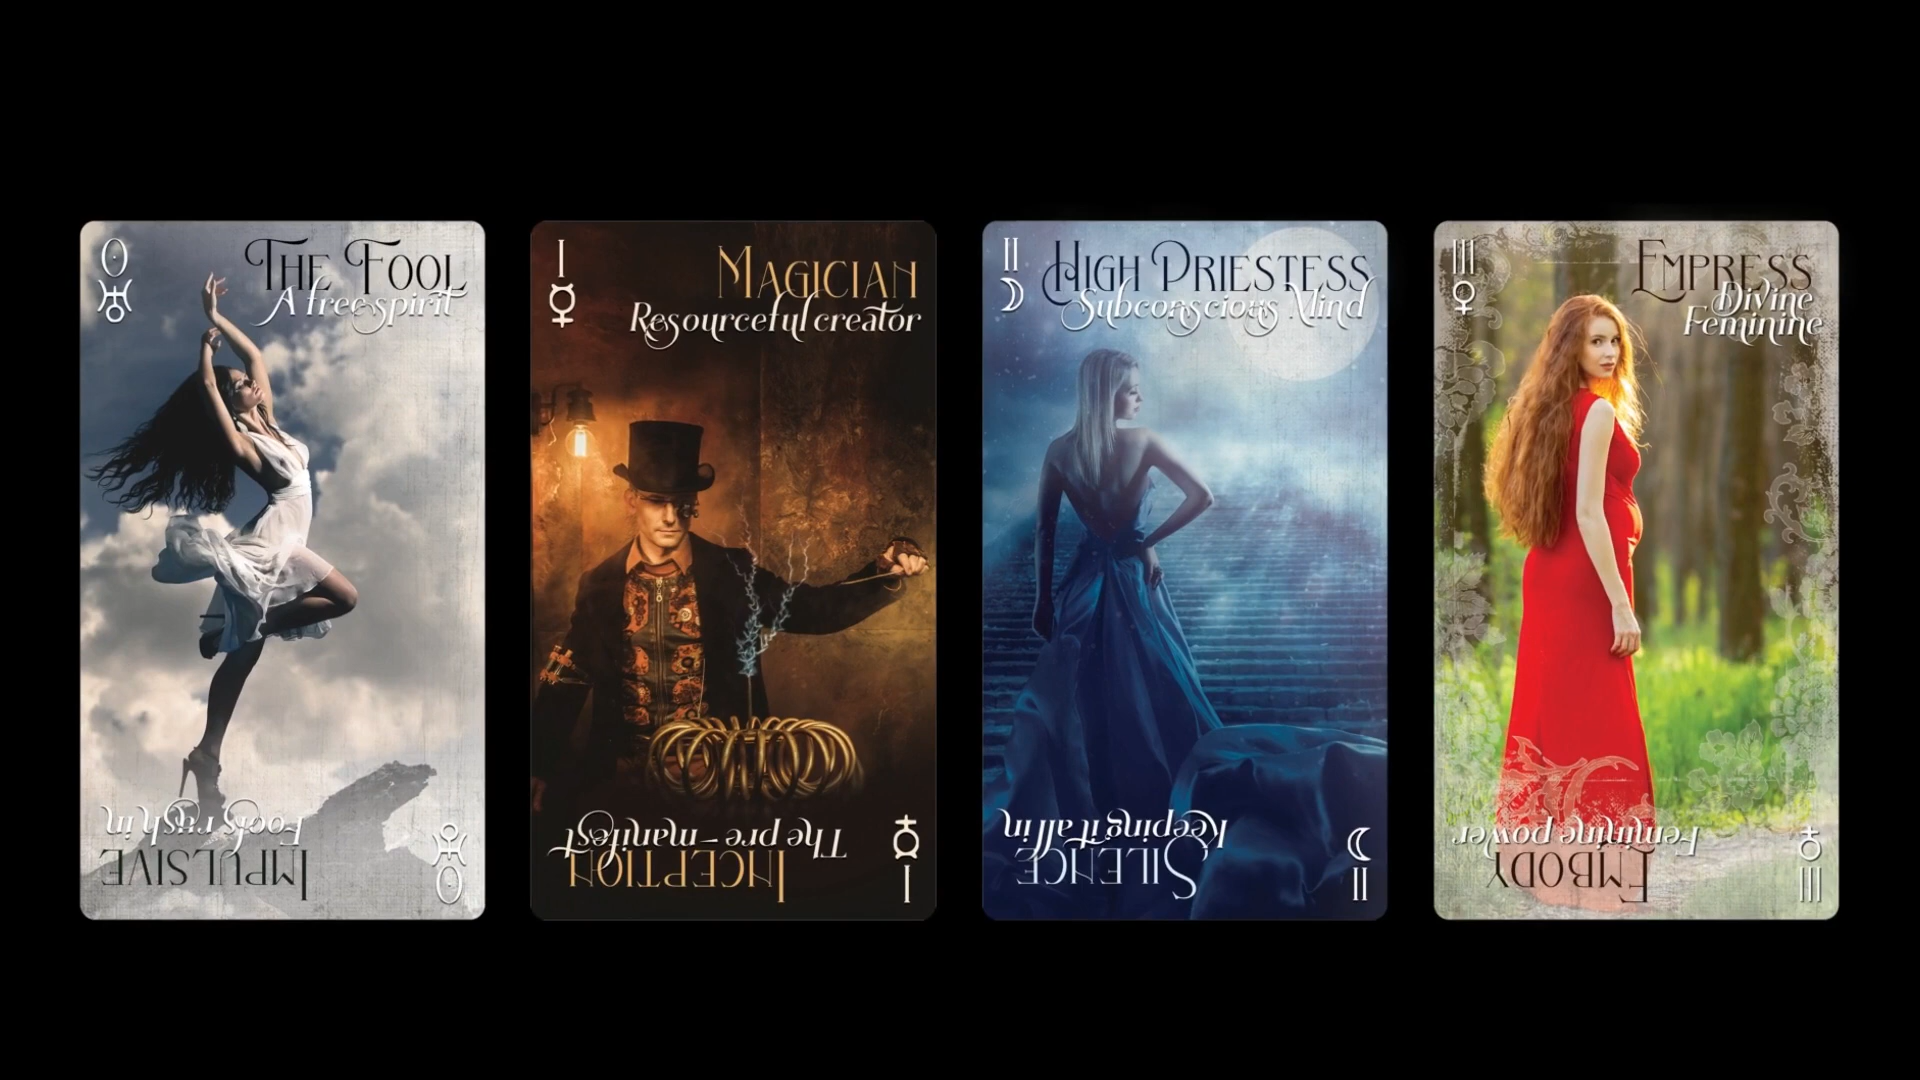 0
THE FOOL
A free spirit
Fools rush in
IMPULSIVE
0
I
MAGICIAN
Resourceful creator
The pre-manifest
INCEPTION
I
II
HIGH PRIESTESS
Subconscious Mind
Keeping it all in
SILENCE
II
III
EMPRESS
Divine
Feminine
Feminine power
EMBODY
III